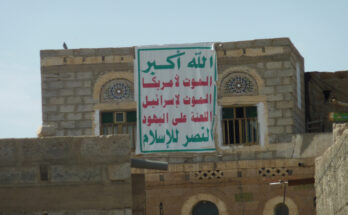 الله أكبر
الموت لأمريكا
الموت لإسرائيل
اللعنة على اليهود
النصر للإسلام